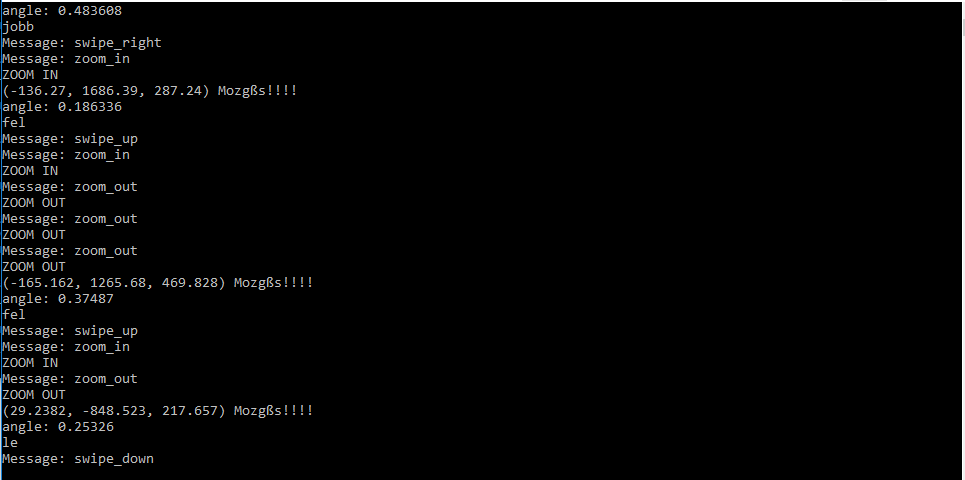 angle: 0.483608
jobb
Message: swipe_right
Message: zoom_in
ZOOM IN
(-136.27, 1686.39, 287.24) Mozgßs!!!!
angle: 0.186336
fel
Message: swipe_up
Message: zoom_in
ZOOM IN
Message: zoom_out
ZOOM OUT
Message: zoom_out
ZOOM OUT
Message: zoom_out
ZOOM OUT
(-165.162, 1265.68, 469.828) Mozgßs!!!!
angle: 0.37487
fel
Message: swipe_up
Message: zoom_in
ZOOM IN
Message: zoom_out
ZOOM OUT
(29.2382, -848.523, 217.657) Mozgßs!!!!
angle: 0.25326
le
Message: swipe_down